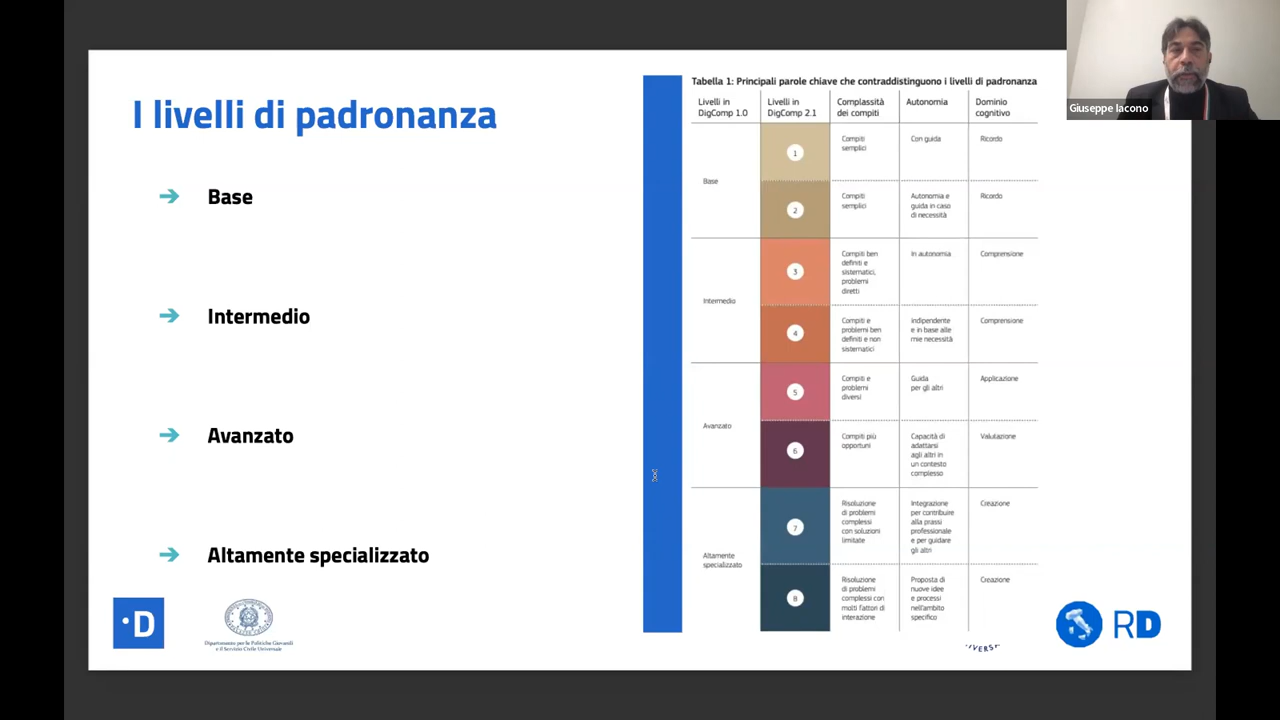 I livelli di padronanza
Base
Intermedio
Avanzato
Altamente specializzato
·D
Dipartimento per le Politiche Giovanili
e il Servizio Civile Universale
Tabella 1: Principali parole chiave che contraddistinguono i livelli di padronanza
Livelli in
DigComp 1.0
Livelli in
DigComp 2.1
Complassità
dei compiti
Autonomia
Dominio
cognitivo
Base
1
Compiti
semplici
Con guida
Ricordo
2
Compiti
semplici
Autonomia e
guida in caso
di necessità
Ricordo
Intermedio
3
Compiti ben
definiti e
sistematici,
problemi
diretti
In autonomia
Comprensione
4
Compiti e
problemi ben
definiti e non
sistematici
indipendente
e in base alle
mie necessità
Comprensione
Avanzato
5
Compiti e
problemi
diversi
Guida
per gli altri
Applicazione
6
Compiti più
opportuni
Capacità di
adattarsi
agli altri in
un contesto
complesso
Valutazione
Altamente
specializzato
7
Risoluzione
di problemi
complessi
con soluzioni
limitate
Integrazione
per contribuire
alla prassi
professionale
e per guidare
gli altri
Creazione
8
Risoluzione
di problemi
complessi con
molti fattori di
interazione
Proposta di
nuove idee
e processi
nell'ambito
specifico
Creazione
IVERSA
RD
Giuseppe Iacono